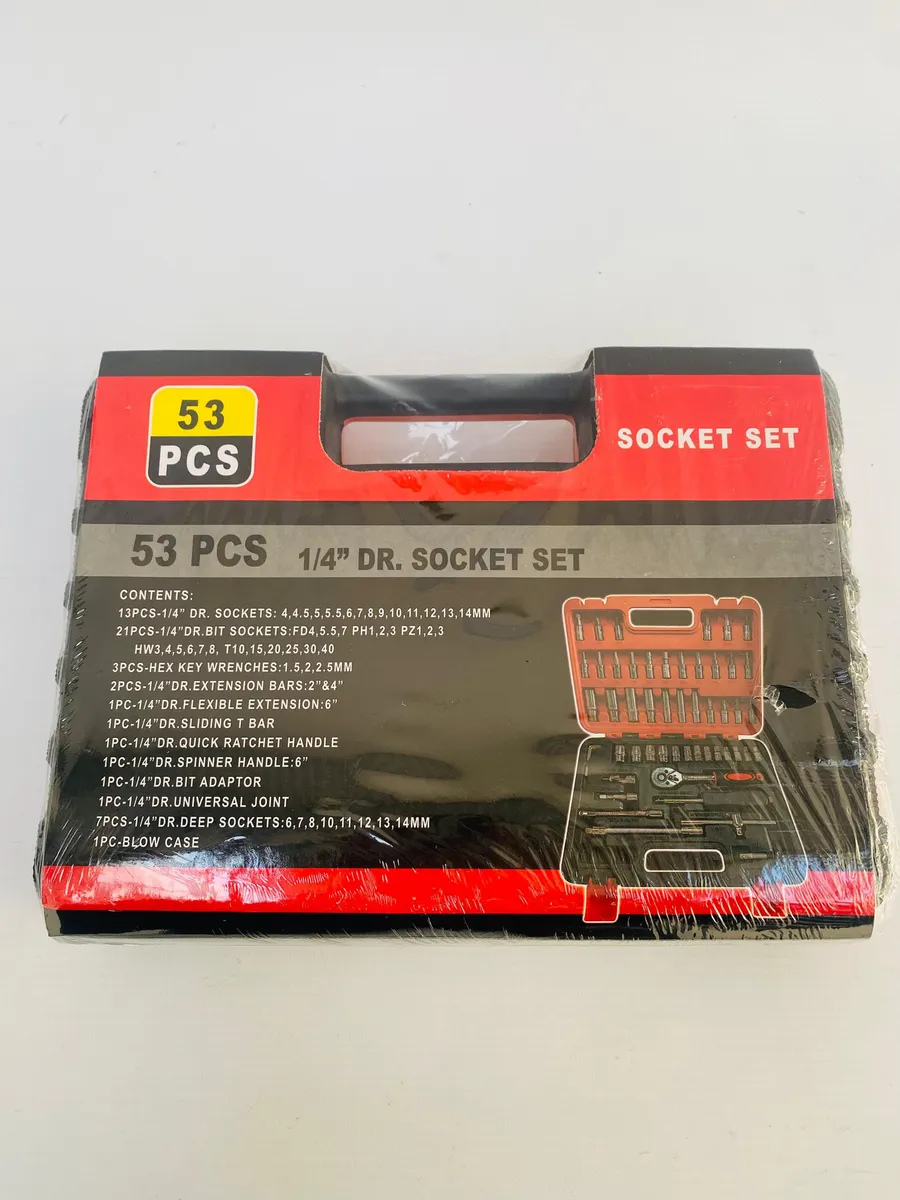 53
PCS
SOCKET SET
53 PCS 1/4” DR. SOCKET SET
CONTENTS:
13PCS-1/4” DR. SOCKETS: 4,4.5,5,5.5,6,7,8,9,10,11,12,13,14MM
21PCS-1/4”DR.BIT SOCKETS:FD4,5.5,7 PH1,2,3 PZ1,2,3
HW3,4,5,6,7,8, T10,15,20,25,30,40
3PCS-HEX KEY WRENCHES:1.5,2,2.5MM
2PCS-1/4”DR.EXTENSION BARS:2”&4”
1PC-1/4”DR.FLEXIBLE EXTENSION:6”
1PC-1/4”DR.SLIDING T BAR
1PC-1/4”DR.QUICK RATCHET HANDLE
1PC-1/4”DR.SPINNER HANDLE:6”
1PC-1/4”DR.BIT ADAPTOR
1PC-1/4”DR.UNIVERSAL JOINT
7PCS-1/4”DR.DEEP SOCKETS:6,7,8,10,11,12,13,14MM
1PC-BLOW CASE